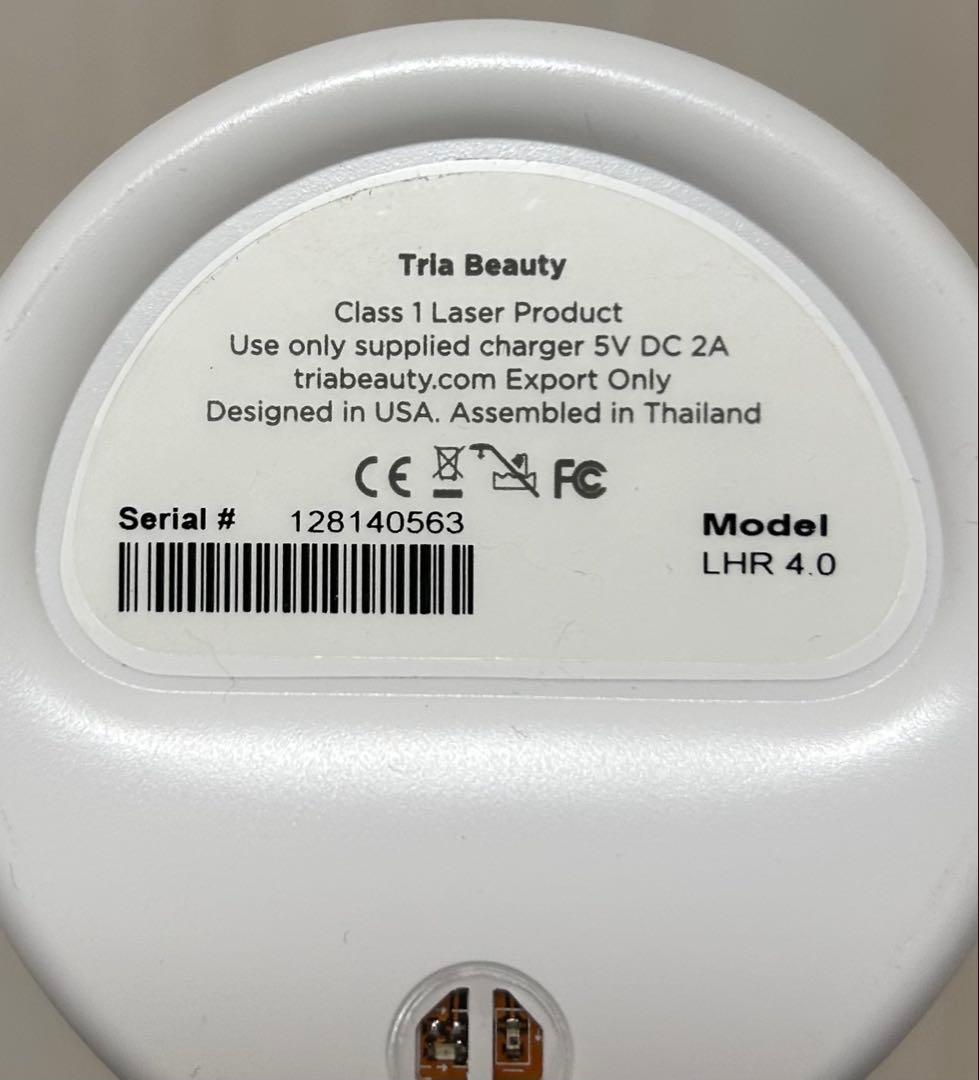 Tria Beauty
Class 1 Laser Product
Use only supplied charger 5V DC 2A
triabeauty.com Export Only
Designed in USA. Assembled in Thailand
CE FC
Serial # 128140563
Model
LHR 4.0